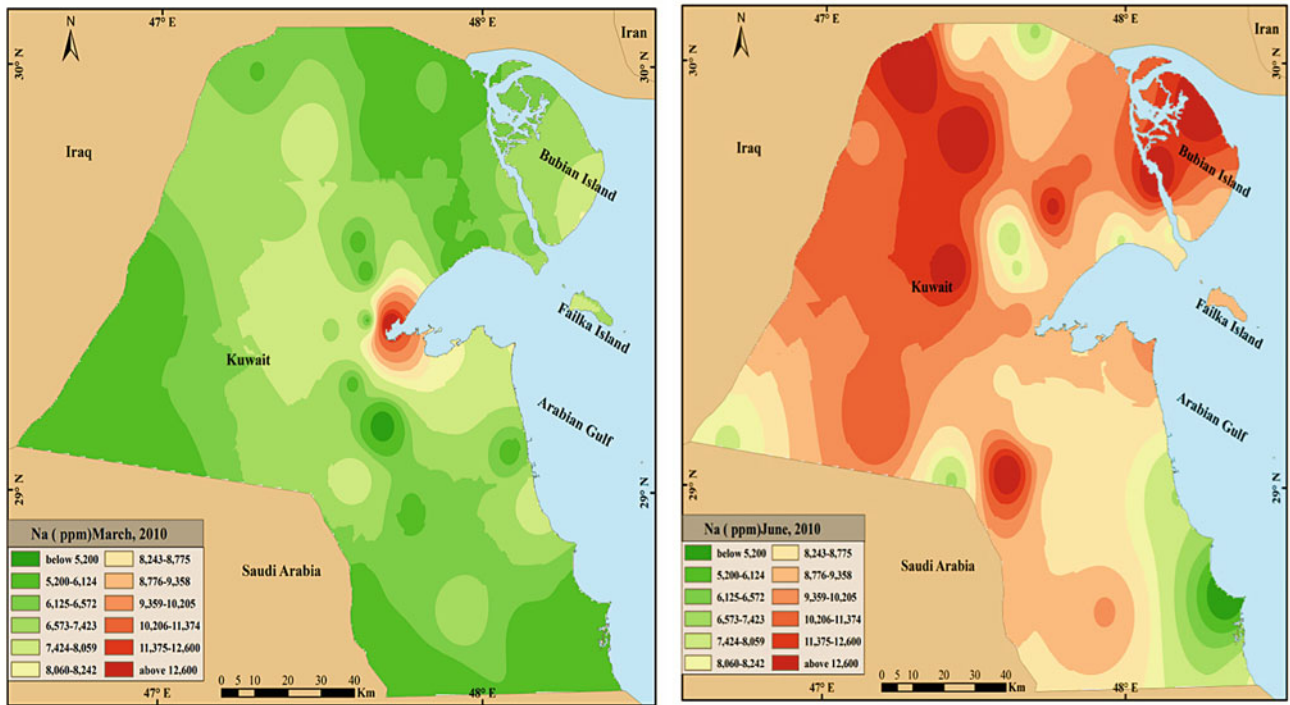 47° E
48° E
N
Iran
30° N
30° N
Iraq
Bubian Island
Failka Island
Kuwait
Arabian Gulf
29° N
29° N
Na ( ppm)March, 2010
below 5,200
8,243-8,775
5,200-6,124
8,776-9,358
6,125-6,572
9,359-10,205
6,573-7,423
10,206-11,374
7,424-8,059
11,375-12,600
8,060-8,242
above 12,600
Saudi Arabia
0 5 10 20 30 40
Km
47° E
48° E
47° E
48° E
N
Iran
30° N
30° N
Iraq
Bubian Island
Kuwait
Failka Island
Arabian Gulf
29° N
29° N
Na ( ppm)June, 2010
below 5,200
8,243-8,775
5,200-6,124
8,776-9,358
6,125-6,572
9,359-10,205
6,573-7,423
10,206-11,374
7,424-8,059
11,375-12,600
8,060-8,242
above 12,600
Saudi Arabia
0 5 10 20 30 40
Km
47° E
48° E